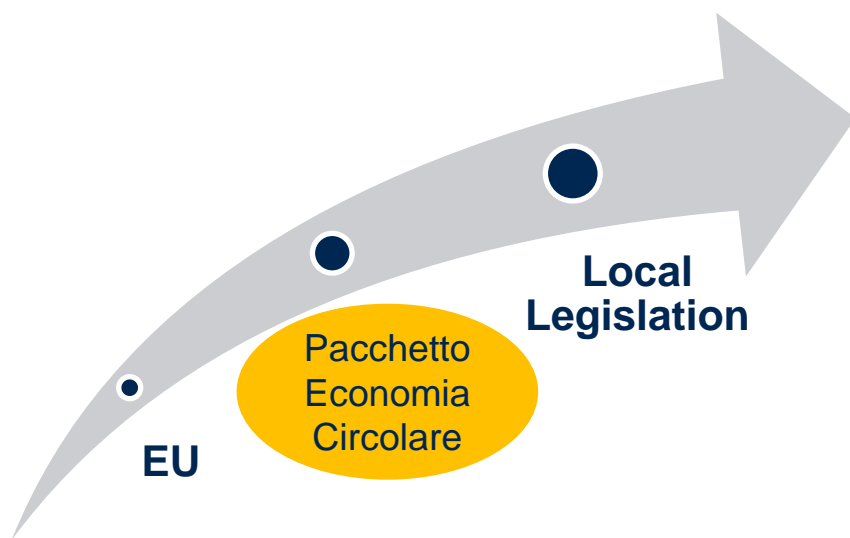 EU
Pacchetto
Economia
Circolare
Local
Legislation